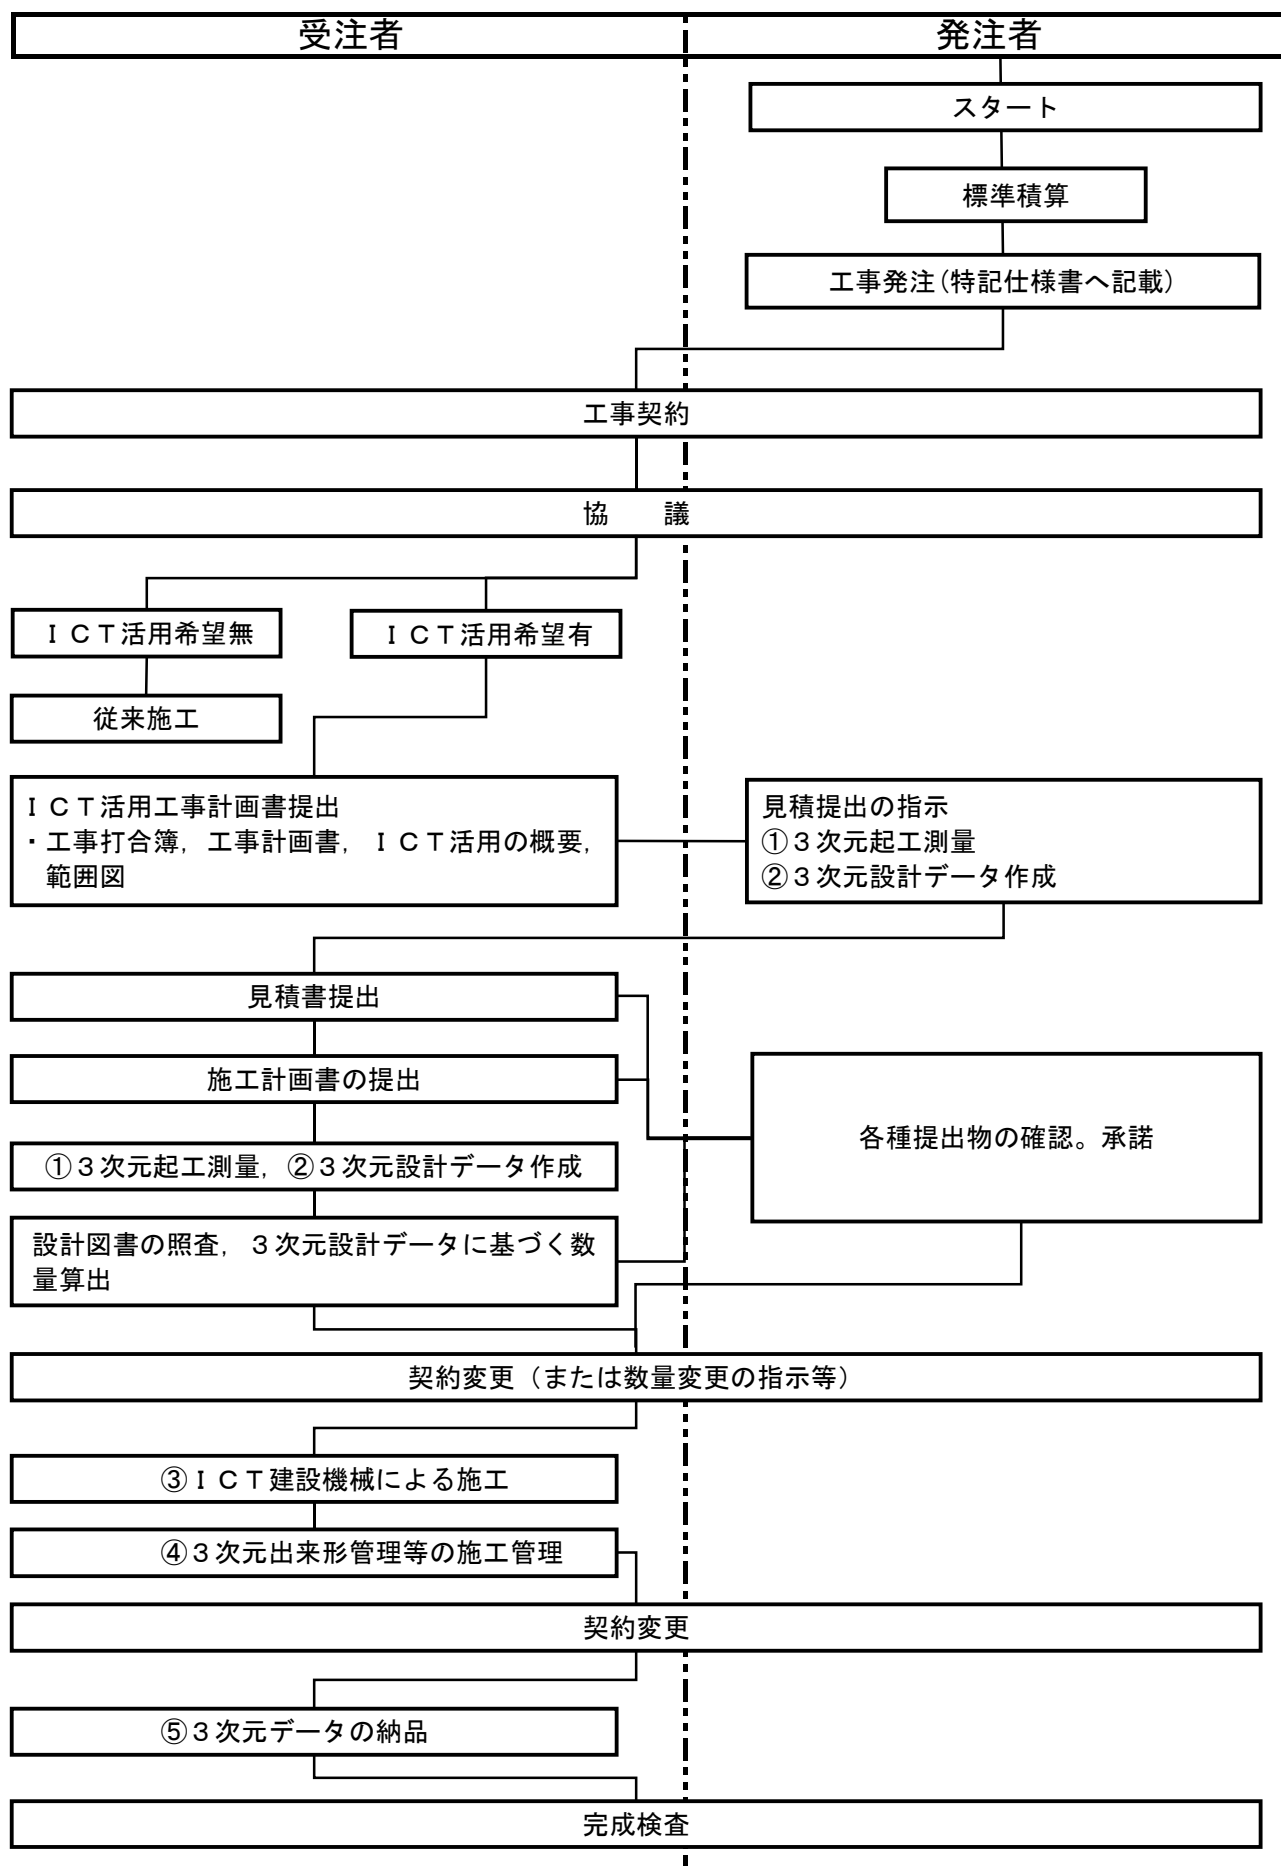 受注者
発注者
スタート
標準積算
工事発注（特記仕様書へ記載）
工事契約
協　　議
ＩＣＴ活用希望無
ＩＣＴ活用希望有
従来施工
ＩＣＴ活用工事計画書提出
・工事打合簿，工事計画書，ＩＣＴ活用の概要，
範囲図
見積提出の指示
①３次元起工測量
②３次元設計データ作成
見積書提出
施工計画書の提出
各種提出物の確認。承諾
①３次元起工測量，②３次元設計データ作成
設計図書の照査，３次元設計データに基づく数
量算出
契約変更（または数量変更の指示等）
③ＩＣＴ建設機械による施工
④３次元出来形管理等の施工管理
契約変更
⑤３次元データの納品
完成検査